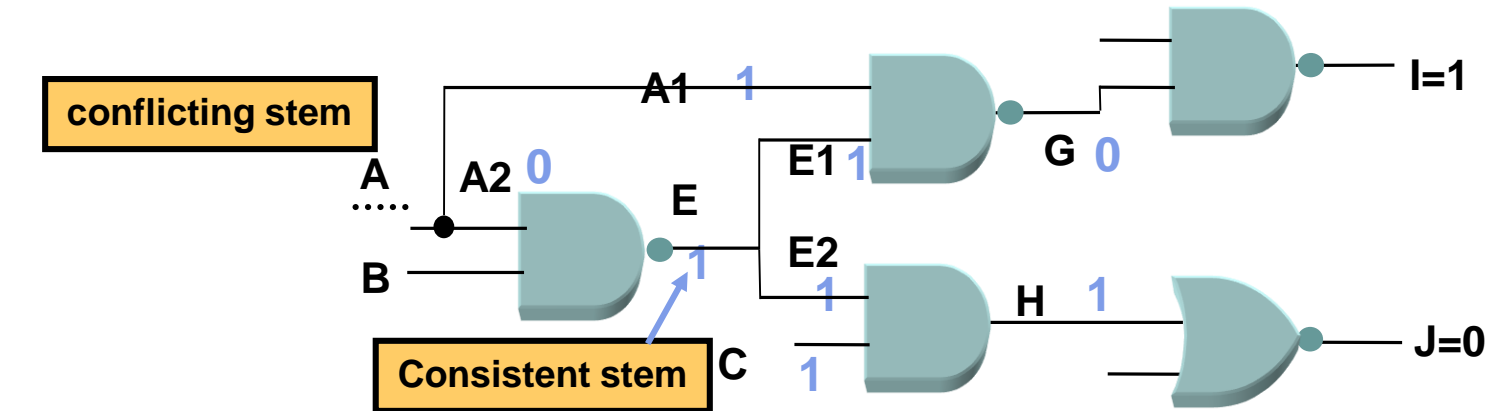 I=1
A1 1
conflicting stem
G 0
E1 1
A
A2 0
E
E2
B
1
1
H 1
J=0
Consistent stem
C
1